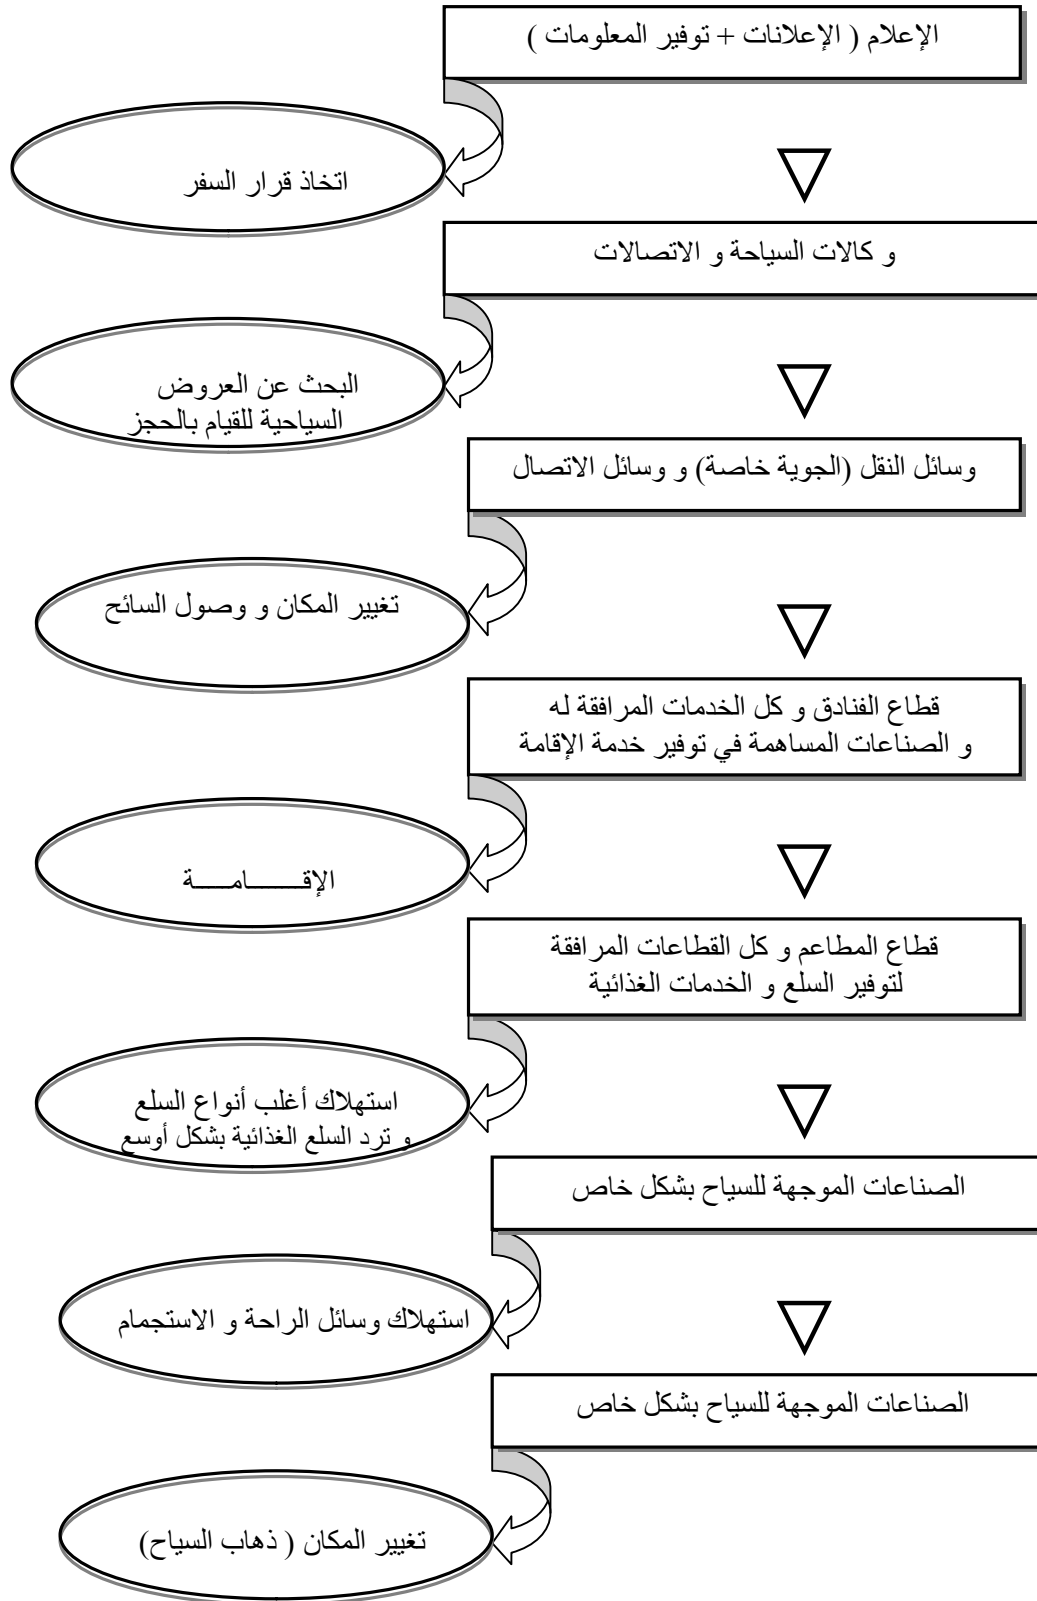 الإعلام ( الإعلانات + توفير المعلومات )
اتخاذ قرار السفر
و كالات السياحة و الاتصالات
البحث عن العروض
السياحية للقيام بالحجز
وسائل النقل (الجوية خاصة) و وسائل الاتصال
تغيير المكان و وصول السائح
قطاع الفنادق و كل الخدمات المرافقة له
و الصناعات المساهمة في توفير خدمة الإقامة
الإقـــــــامـــــة
قطاع المطاعم و كل القطاعات المرافقة
لتوفير السلع و الخدمات الغذائية
استهلاك أغلب أنواع السلع
و ترد السلع الغذائية بشكل أوسع
الصناعات الموجهة للسياح بشكل خاص
استهلاك وسائل الراحة و الاستجمام
الصناعات الموجهة للسياح بشكل خاص
تغيير المكان ( ذهاب السياح)